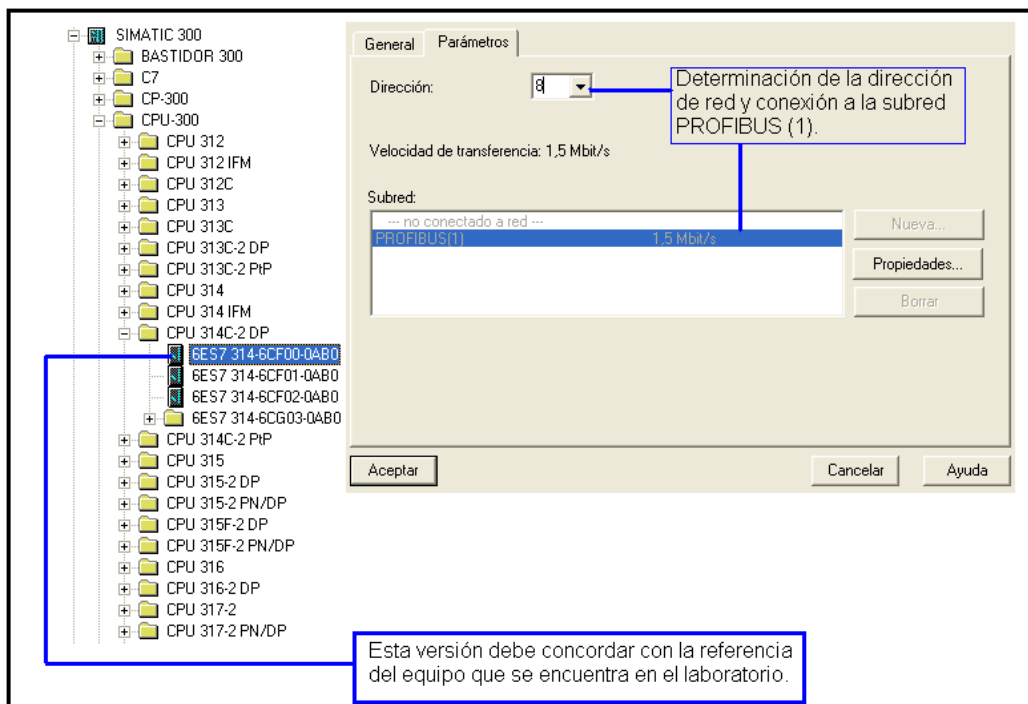 SIMATIC 300
BASTIDOR 300
C7
CP-300
CPU-300
CPU 312
CPU 312 IFM
CPU 312C
CPU 313
CPU 313C
CPU 313C-2 DP
CPU 313C-2 PtP
CPU 314
CPU 314 IFM
CPU 314C-2 DP
6ES7 314-6CF00-0AB0
6ES7 314-6CF01-0AB0
6ES7 314-6CF02-0AB0
6ES7 314-6CG03-0AB0
CPU 314C-2 PtP
CPU 315
CPU 315-2 DP
CPU 315-2 PN/DP
CPU 315F-2 DP
CPU 315F-2 PN/DP
CPU 316
CPU 316-2 DP
CPU 317-2
CPU 317-2 PN/DP
General Parámetros
Dirección: 8
Determinación de la dirección
de red y conexión a la subred
PROFIBUS (1).
Velocidad de transferencia: 1,5 Mbit/s
Subred:
--- no conectado a red ---
PROFIBUS(1) 1,5 Mbit/s
Nueva...
Propiedades...
Borrar
Aceptar Cancelar Ayuda
Esta versión debe concordar con la referencia
del equipo que se encuentra en el laboratorio.